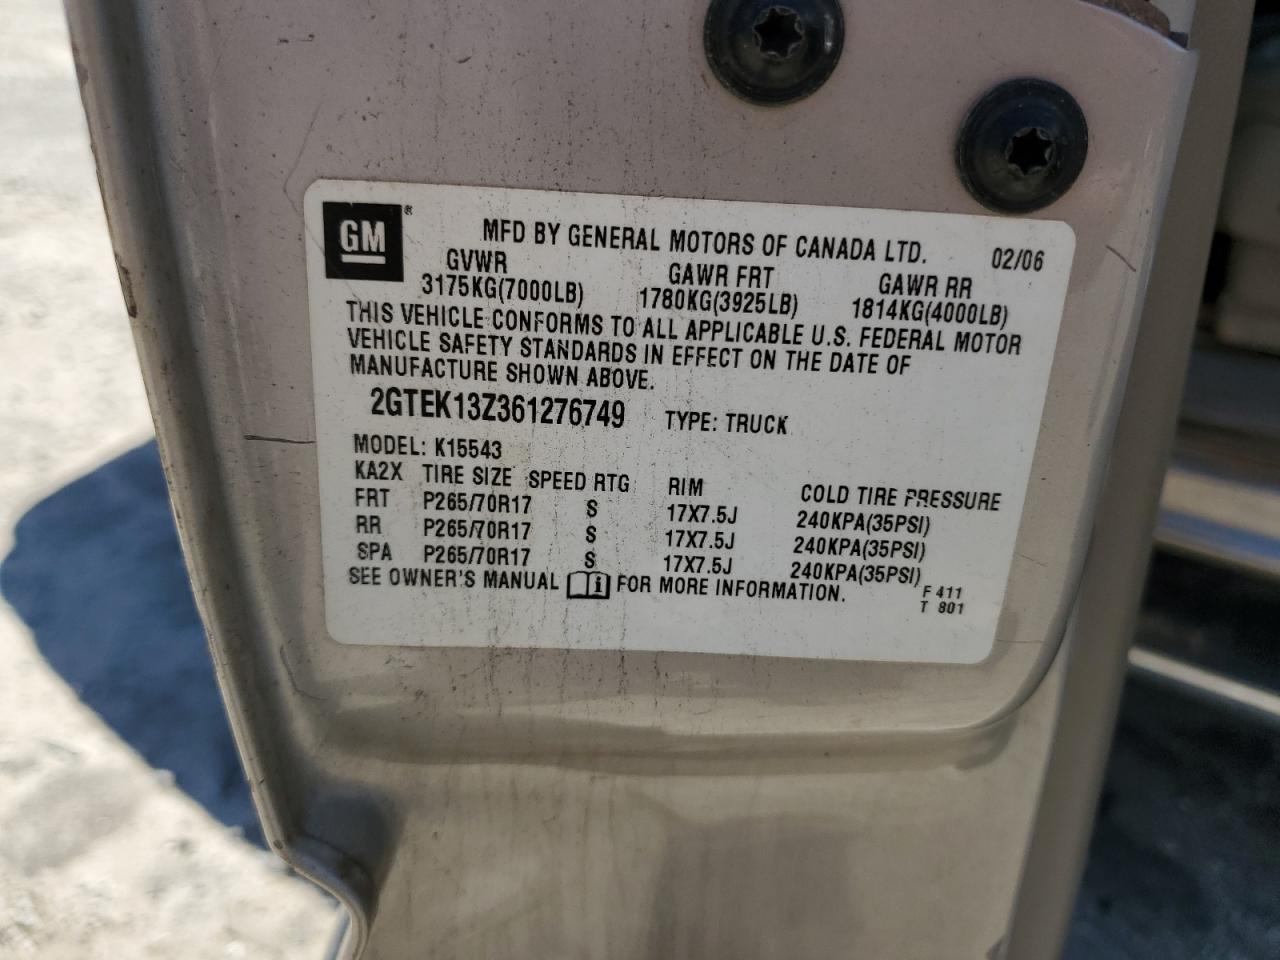 GM®
MFD BY GENERAL MOTORS OF CANADA LTD. 02/06
GVWR GAWR FRT GAWR RR
3175KG(7000LB) 1780KG(3925LB) 1814KG(4000LB)
THIS VEHICLE CONFORMS TO ALL APPLICABLE U.S. FEDERAL MOTOR
VEHICLE SAFETY STANDARDS IN EFFECT ON THE DATE OF
MANUFACTURE SHOWN ABOVE.
2GTEK13Z361276749 TYPE: TRUCK
MODEL: K15543
KA2X TIRE SIZE SPEED RTG RIM COLD TIRE PRESSURE
FRT P265/70R17 S 17X7.5J 240KPA(35PSI)
RR P265/70R17 S 17X7.5J 240KPA(35PSI)
SPA P265/70R17 S 17X7.5J 240KPA(35PSI)
SEE OWNER'S MANUAL FOR MORE INFORMATION.
F 411
T 801